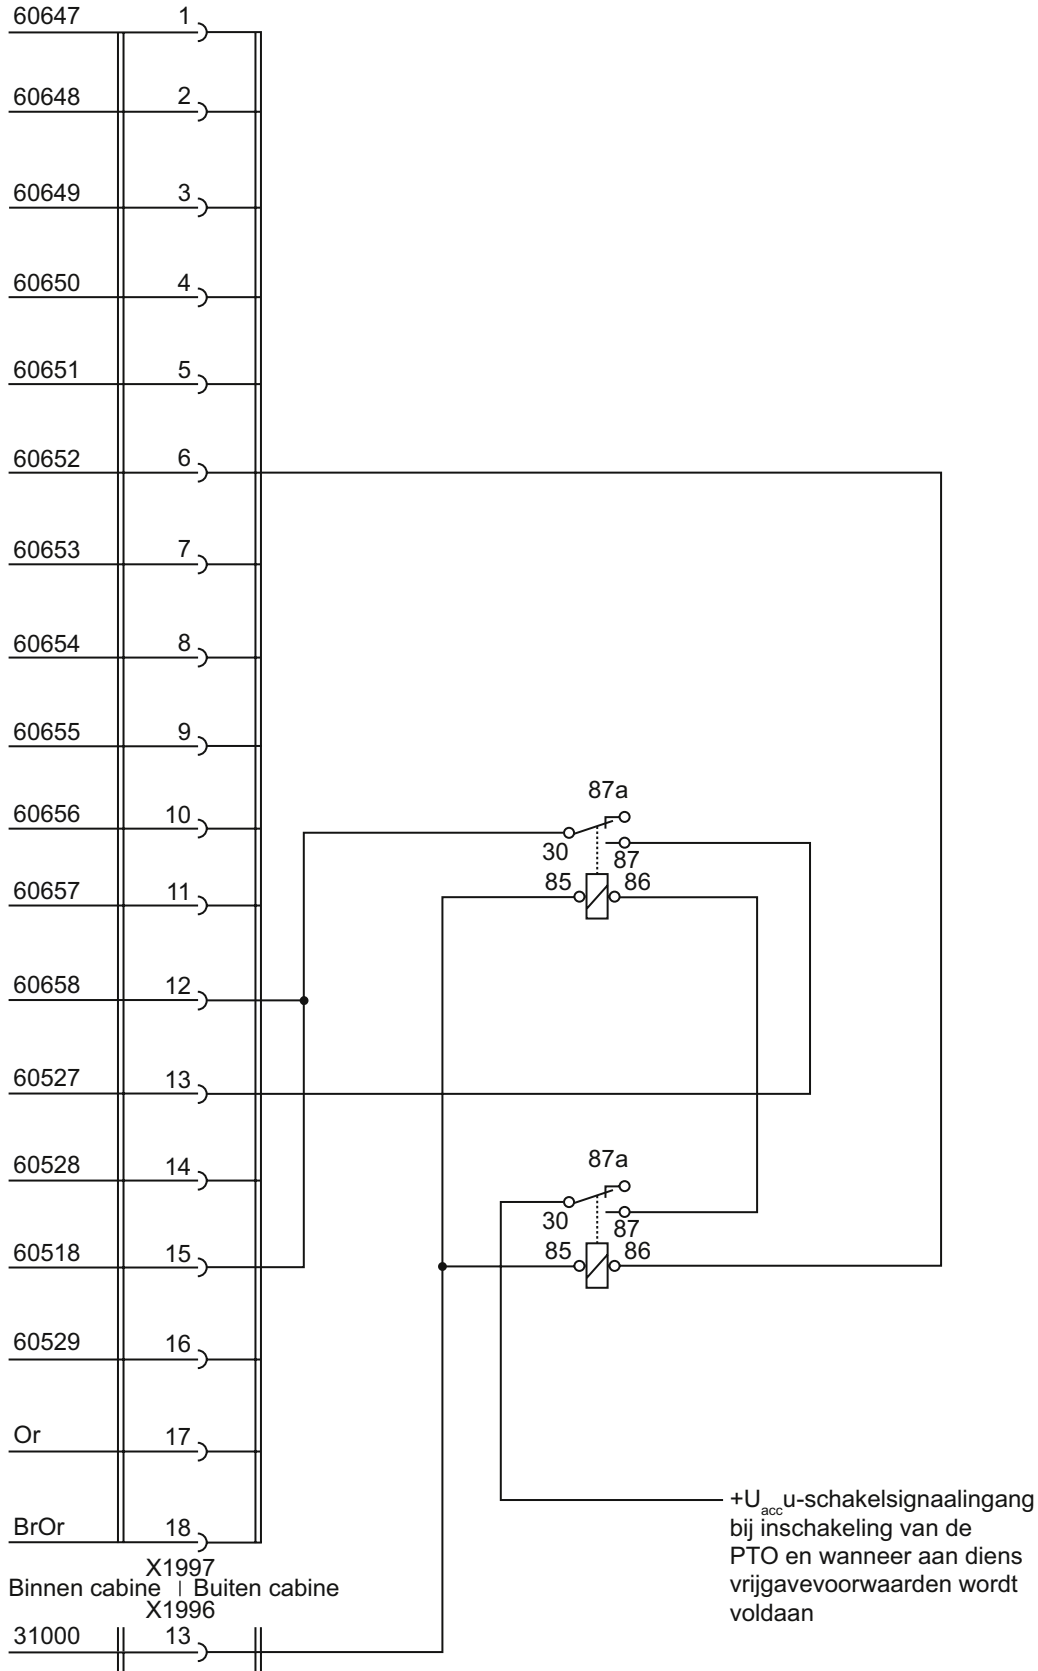 60647 1
60648 2
60649 3
60650 4
60651 5
60652 6
60653 7
60654 8
60655 9
87a
60656 10
30 87
60657 11 85 86
60658 12
60527 13
60528 14 87a
30 87
60518 15 85 86
60529 16
Or 17
+Uaccu-schakelsignaalingang
bij inschakeling van de
PTO en wanneer aan diens
vrijgavevoorwaarden wordt
voldaan
BrOr 18
X1997
Binnen cabine | Buiten cabine
X1996
31000 13